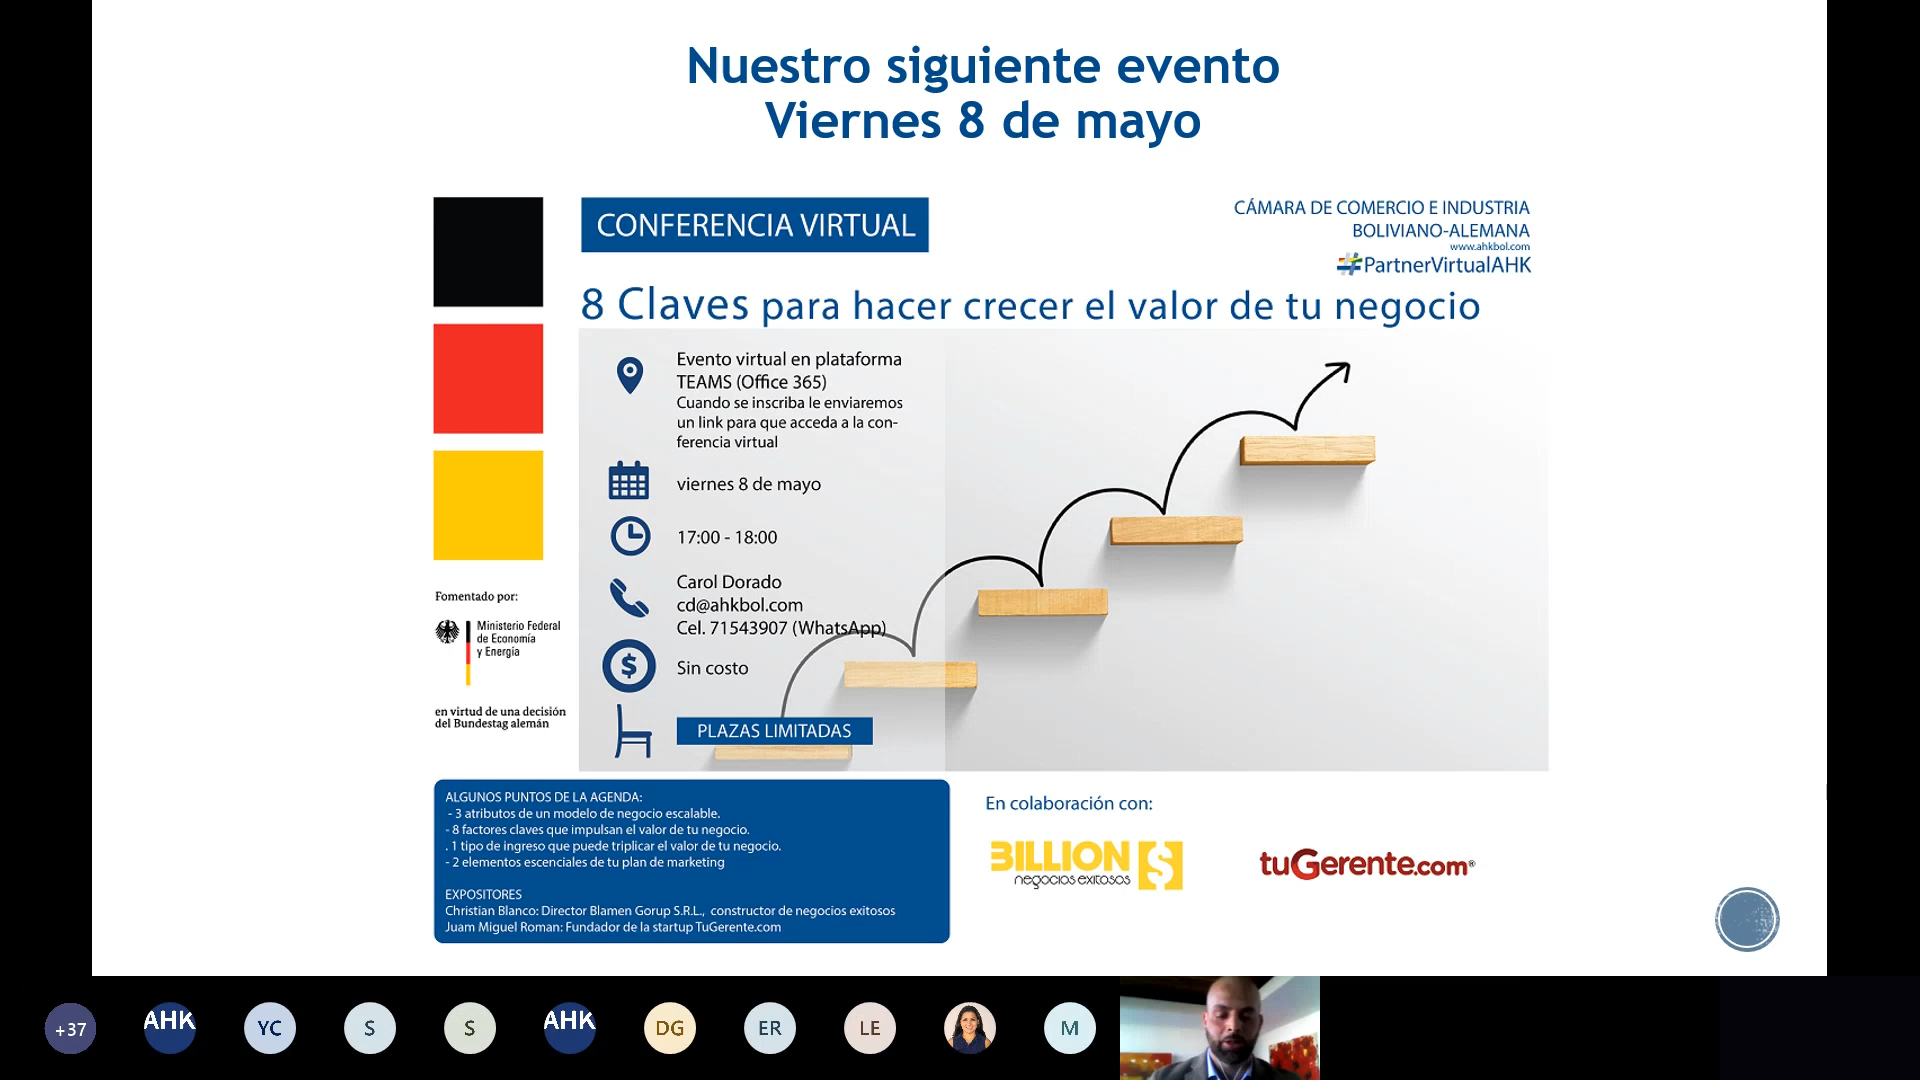 Nuestro siguiente evento
Viernes 8 de mayo
CONFERENCIA VIRTUAL
CÁMARA DE COMERCIO E INDUSTRIA
BOLIVIANO-ALEMANA
www.ahkbol.com
#PartnerVirtualAHK
8 Claves para hacer crecer el valor de tu negocio
Evento virtual en plataforma
TEAMS (Office 365)
Cuando se inscriba le enviaremos
un link para que acceda a la con-
ferencia virtual
viernes 8 de mayo
17:00 - 18:00
Carol Dorado
cd@ahkbol.com
Cel. 71543907 (WhatsApp)
$
Sin costo
PLAZAS LIMITADAS
Fomentado por:
Ministerio Federal
de Economía
y Energía
en virtud de una decisión
del Bundestag alemán
ALGUNOS PUNTOS DE LA AGENDA:
- 3 atributos de un modelo de negocio escalable.
- 8 factores claves que impulsan el valor de tu negocio.
. 1 tipo de ingreso que puede triplicar el valor de tu negocio.
- 2 elementos escenciales de tu plan de marketing
EXPOSITORES
Christian Blanco: Director Blamen Gorup S.R.L., constructor de negocios exitosos
Juam Miguel Roman: Fundador de la startup TuGerente.com
En colaboración con:
BILLION $
negocios exitosos
tuGerente.com®
+37
AHK
YC
S
S
AHK
DG
ER
LE
M